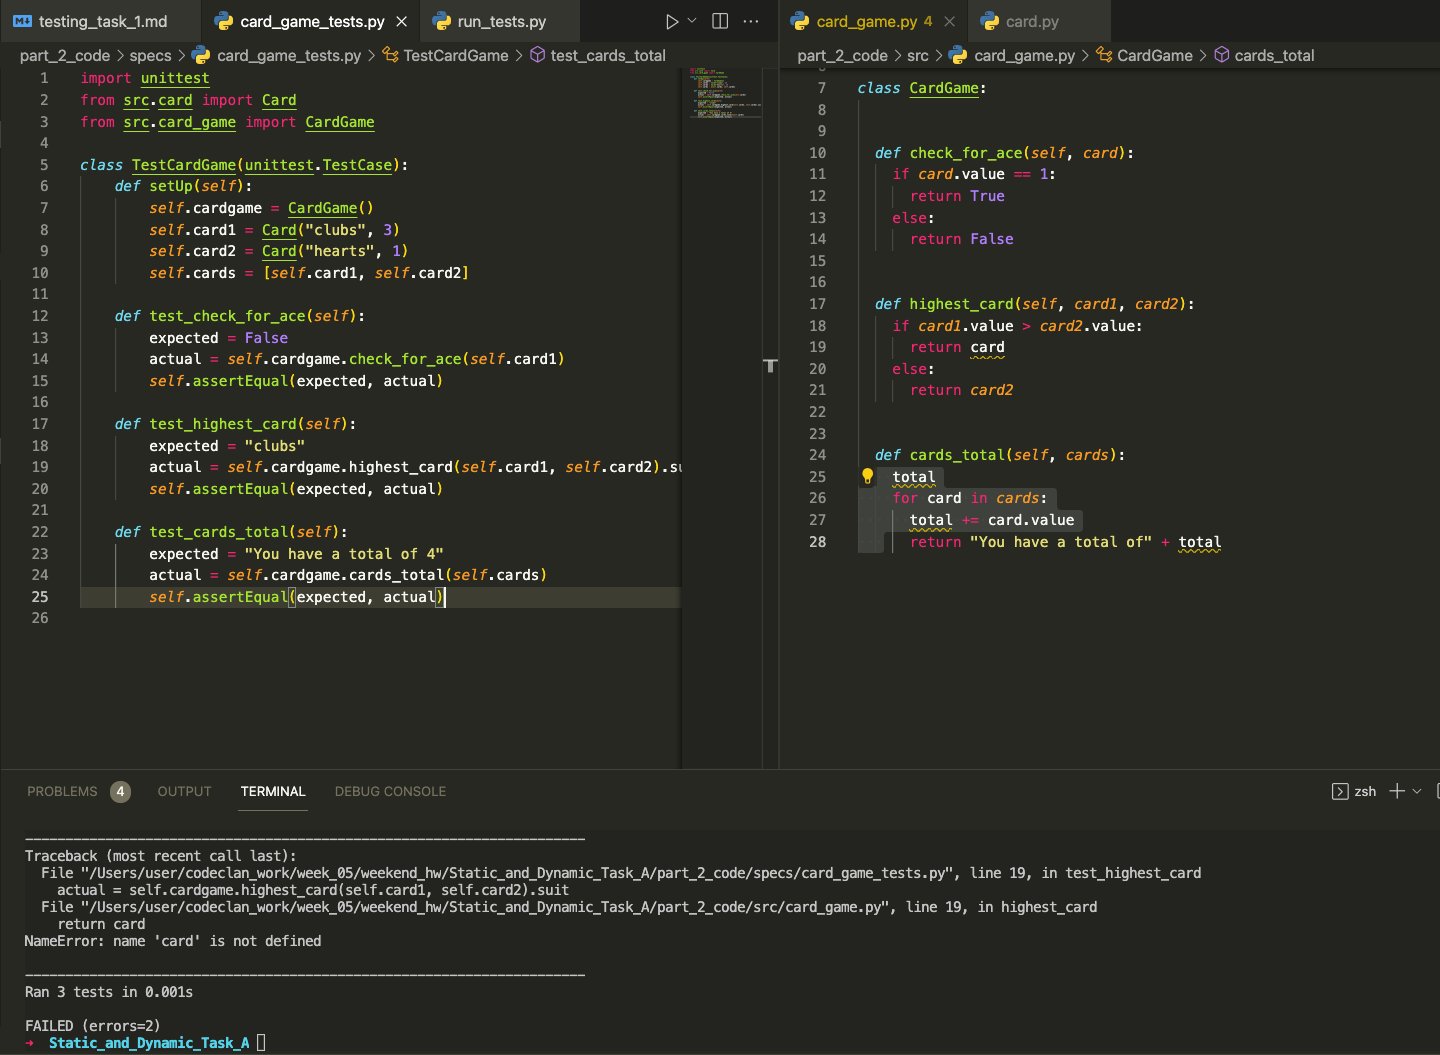 testing_task_1.md
card_game_tests.py
run_tests.py
part_2_code > specs > card_game_tests.py > TestCardGame > test_cards_total
1 import unittest
2 from src.card import Card
3 from src.card_game import CardGame
4
5 class TestCardGame(unittest.TestCase):
6 def setUp(self):
7 self.cardgame = CardGame()
8 self.card1 = Card("clubs", 3)
9 self.card2 = Card("hearts", 1)
10 self.cards = [self.card1, self.card2]
11
12 def test_check_for_ace(self):
13 expected = False
14 actual = self.cardgame.check_for_ace(self.card1)
15 self.assertEqual(expected, actual)
16
17 def test_highest_card(self):
18 expected = "clubs"
19 actual = self.cardgame.highest_card(self.card1, self.card2).su
20 self.assertEqual(expected, actual)
21
22 def test_cards_total(self):
23 expected = "You have a total of 4"
24 actual = self.cardgame.cards_total(self.cards)
25 self.assertEqual(expected, actual)
26
card_game.py 4
card.py
part_2_code > src > card_game.py > CardGame > cards_total
7 class CardGame:
8
9
10 def check_for_ace(self, card):
11 if card.value == 1:
12 return True
13 else:
14 return False
15
16
17 def highest_card(self, card1, card2):
18 if card1.value > card2.value:
19 return card
20 else:
21 return card2
22
23
24 def cards_total(self, cards):
25 total
26 for card in cards:
27 total += card.value
28 return "You have a total of" + total
PROBLEMS 4 OUTPUT TERMINAL DEBUG CONSOLE
zsh
----------------------------------------------------------------------
Traceback (most recent call last):
File "/Users/user/codeclan_work/week_05/weekend_hw/Static_and_Dynamic_Task_A/part_2_code/specs/card_game_tests.py", line 19, in test_highest_card
actual = self.cardgame.highest_card(self.card1, self.card2).suit
File "/Users/user/codeclan_work/week_05/weekend_hw/Static_and_Dynamic_Task_A/part_2_code/src/card_game.py", line 19, in highest_card
return card
NameError: name 'card' is not defined
----------------------------------------------------------------------
Ran 3 tests in 0.001s
FAILED (errors=2)
→ Static_and_Dynamic_Task_A